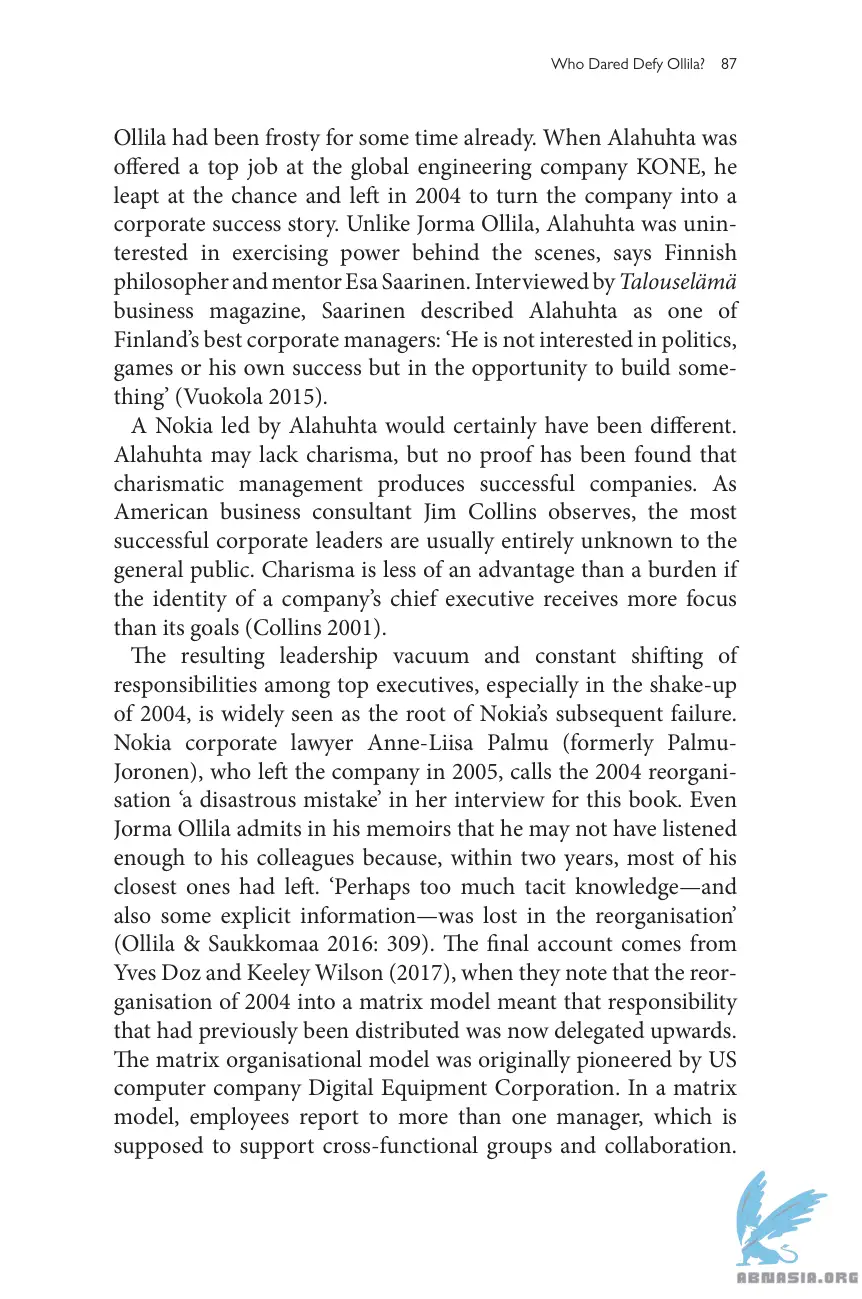 Who Dared Defy Ollila? 87
Ollila had been frosty for some time already. When Alahuhta was
offered a top job at the global engineering company KONE, he
leapt at the chance and left in 2004 to turn the company into a
corporate success story. Unlike Jorma Ollila, Alahuhta was unin-
terested in exercising power behind the scenes, says Finnish
philosopher and mentor Esa Saarinen. Interviewed by Talouselämä
business magazine, Saarinen described Alahuhta as one of
Finland’s best corporate managers: ‘He is not interested in politics,
games or his own success but in the opportunity to build some-
thing’ (Vuokola 2015).
A Nokia led by Alahuhta would certainly have been different.
Alahuhta may lack charisma, but no proof has been found that
charismatic management produces successful companies. As
American business consultant Jim Collins observes, the most
successful corporate leaders are usually entirely unknown to the
general public. Charisma is less of an advantage than a burden if
the identity of a company’s chief executive receives more focus
than its goals (Collins 2001).
The resulting leadership vacuum and constant shifting of
responsibilities among top executives, especially in the shake-up
of 2004, is widely seen as the root of Nokia’s subsequent failure.
Nokia corporate lawyer Anne-Liisa Palmu (formerly Palmu-
Joronen), who left the company in 2005, calls the 2004 reorgani-
sation ‘a disastrous mistake’ in her interview for this book. Even
Jorma Ollila admits in his memoirs that he may not have listened
enough to his colleagues because, within two years, most of his
closest ones had left. ‘Perhaps too much tacit knowledge—and
also some explicit information—was lost in the reorganisation’
(Ollila & Saukkomaa 2016: 309). The final account comes from
Yves Doz and Keeley Wilson (2017), when they note that the reor-
ganisation of 2004 into a matrix model meant that responsibility
that had previously been distributed was now delegated upwards.
The matrix organisational model was originally pioneered by US
computer company Digital Equipment Corporation. In a matrix
model, employees report to more than one manager, which is
supposed to support cross-functional groups and collaboration.
ABNASIA.ORG